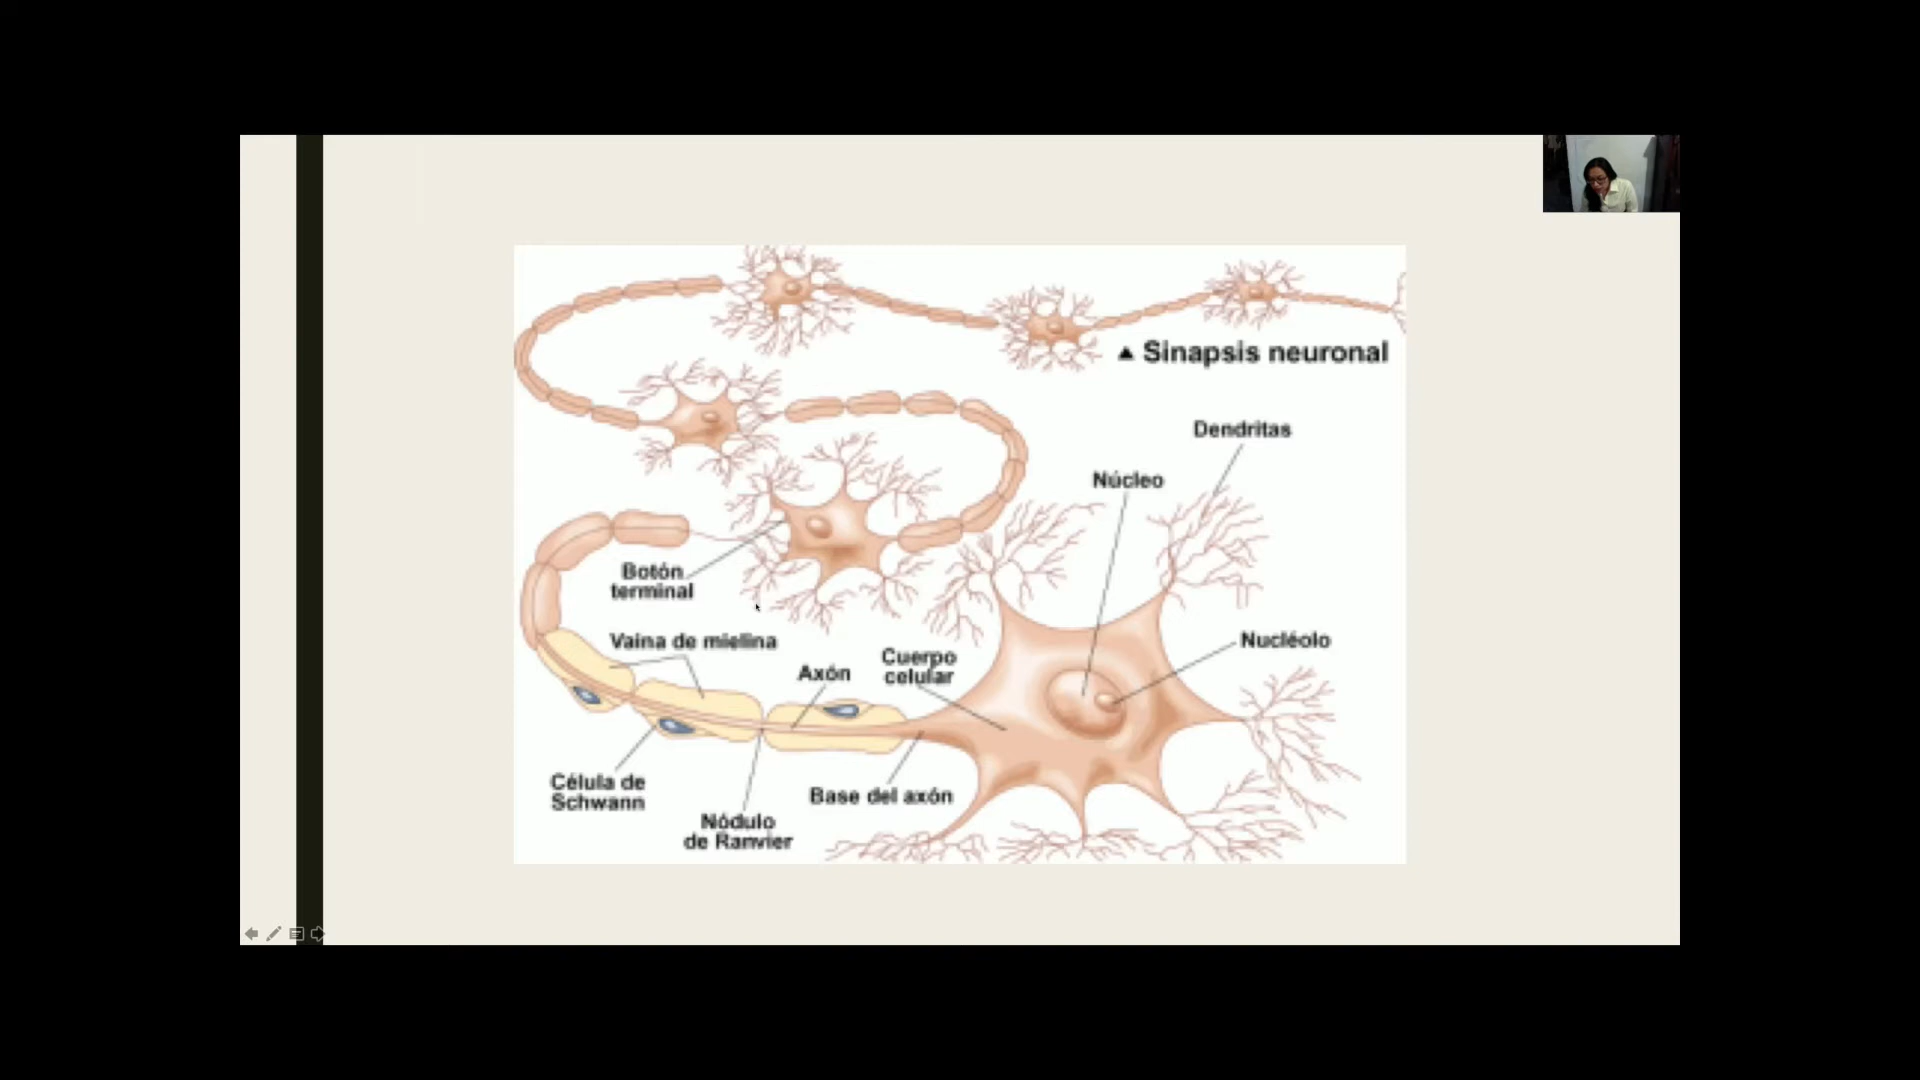 ▲ Sinapsis neuronal
Dendritas
Núcleo
Botón
terminal
Vaina de mielina
Axón
Cuerpo
celular
Nucléolo
Célula de
Schwann
Nódulo
de Ranvier
Base del axón